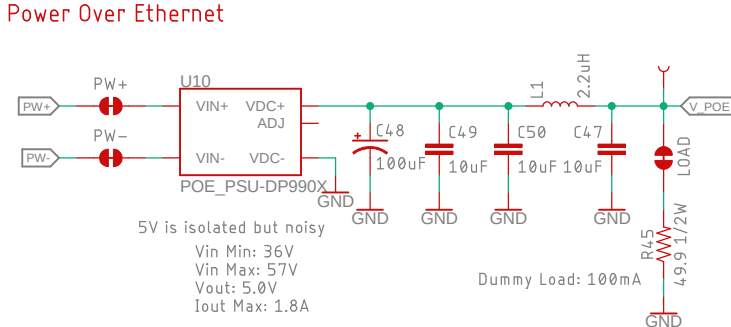 Power Over Ethernet
PW+
PW+
U10
VIN+
VDC+
ADJ
VIN-
VDC-
PW-
PW-
POE_PSU-DP990X
GND
C48
100uF
GND
C49
10uF
GND
C50
10uF
GND
L1
2.2uH
C47
10uF
GND
V_POE
LOAD
R45
49.9 1/2W
GND
5V is isolated but noisy
Vin Min: 36V
Vin Max: 57V
Vout: 5.0V
Iout Max: 1.8A
Dummy Load: 100mA